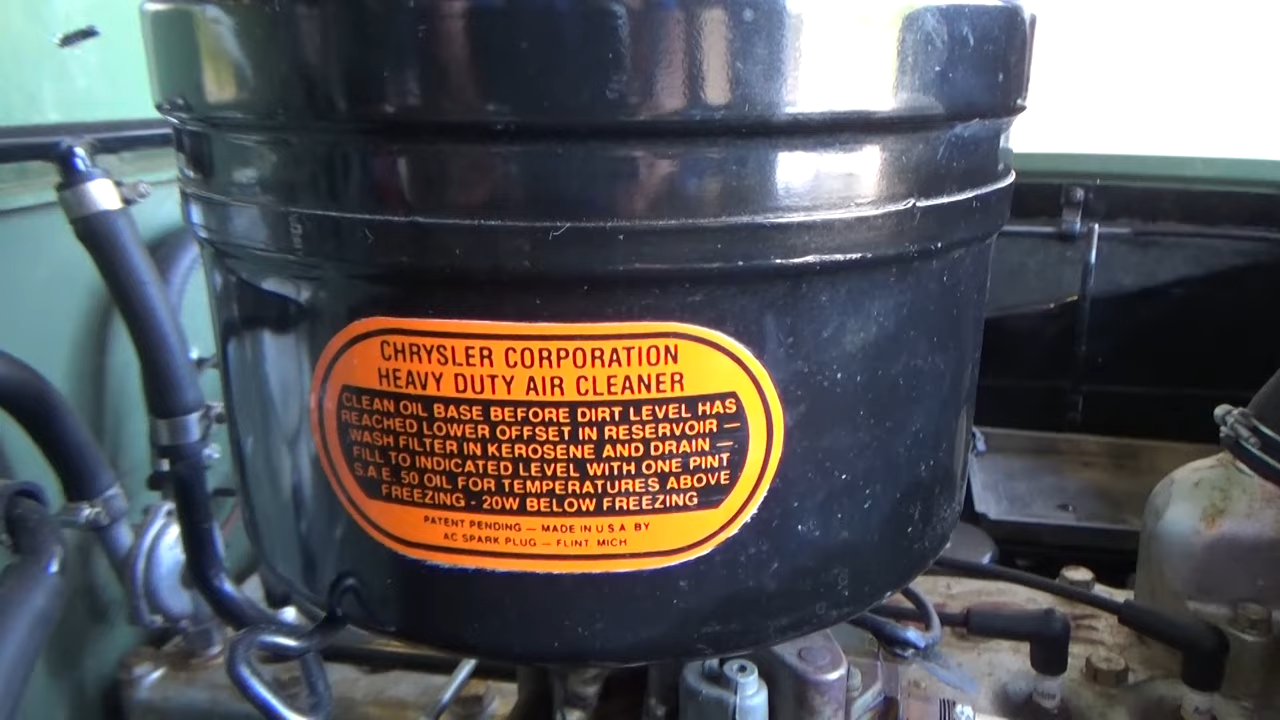 CHRYSLER CORPORATION
HEAVY DUTY AIR CLEANER
CLEAN OIL BASE BEFORE DIRT LEVEL HAS
REACHED LOWER OFFSET IN RESERVOIR —
WASH FILTER IN KEROSENE AND DRAIN —
FILL TO INDICATED LEVEL WITH ONE PINT
S.A.E. 50 OIL FOR TEMPERATURES ABOVE
FREEZING - 20W BELOW FREEZING
PATENT PENDING — MADE IN U S A BY
AC SPARK PLUG — FLINT MICH